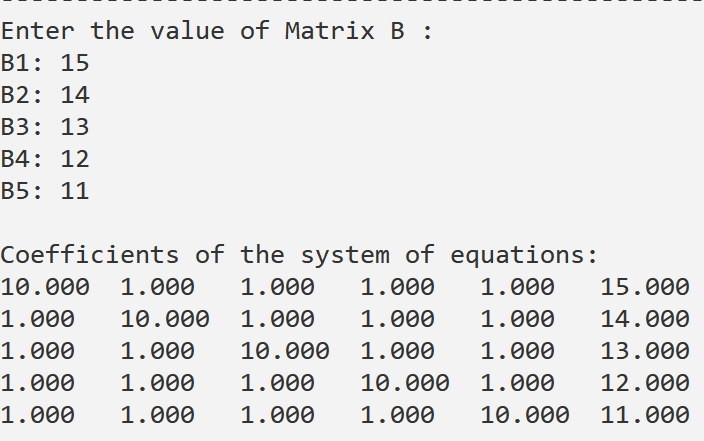 Enter the value of Matrix B :
B1: 15
B2: 14
B3: 13
B4: 12
B5: 11
Coefficients of the system of equations:
10.000 1.000 1.000 1.000 1.000 15.000
1.000 10.000 1.000 1.000 1.000 14.000
1.000 1.000 10.000 1.000 1.000 13.000
1.000 1.000 1.000 10.000 1.000 12.000
1.000 1.000 1.000 1.000 10.000 11.000